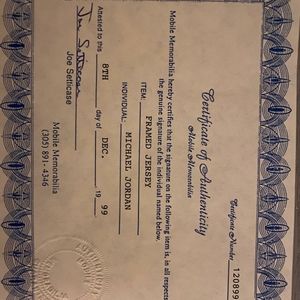 Certificate of Authenticity
Mobile Memorabilia
Certificate Number 120899
Mobile Memorabilia hereby certifies that the signature on the following item is, in all respects
the genuine signature of the individual named below.
ITEM: FRAMED JERSEY
INDIVIDUAL: MICHAEL JORDAN
Attested to this 8TH day of DEC. 19 99
Joe Setticase
Joe Setticase
Mobile Memorabilia
(305) 891-4346